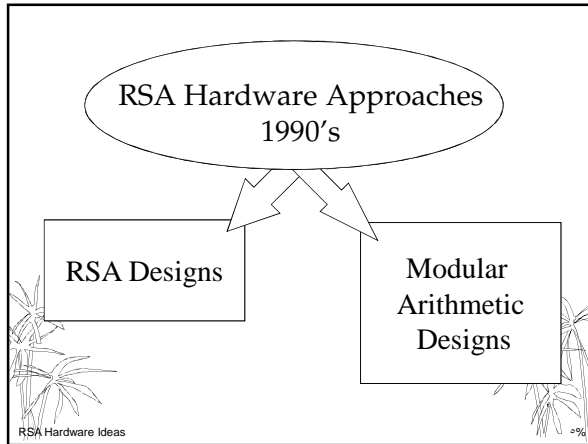 RSA Hardware Approaches
1990's
RSA Designs
Modular
Arithmetic
Designs
RSA Hardware Ideas